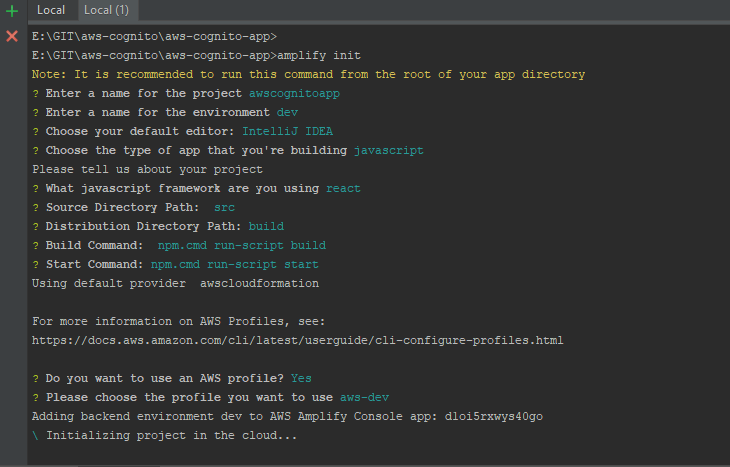 Local Local (1)
E:\GIT\aws-cognito\aws-cognito-app>
E:\GIT\aws-cognito\aws-cognito-app>amplify init
Note: It is recommended to run this command from the root of your app directory
? Enter a name for the project awscognitoapp
? Enter a name for the environment dev
? Choose your default editor: IntelliJ IDEA
? Choose the type of app that you're building javascript
Please tell us about your project
? What javascript framework are you using react
? Source Directory Path:  src
? Distribution Directory Path: build
? Build Command:  npm.cmd run-script build
? Start Command: npm.cmd run-script start
Using default provider  awscloudformation
For more information on AWS Profiles, see:
https://docs.aws.amazon.com/cli/latest/userguide/cli-configure-profiles.html
? Do you want to use an AWS profile? Yes
? Please choose the profile you want to use aws-dev
Adding backend environment dev to AWS Amplify Console app: dloi5rxwys40go
\ Initializing project in the cloud...